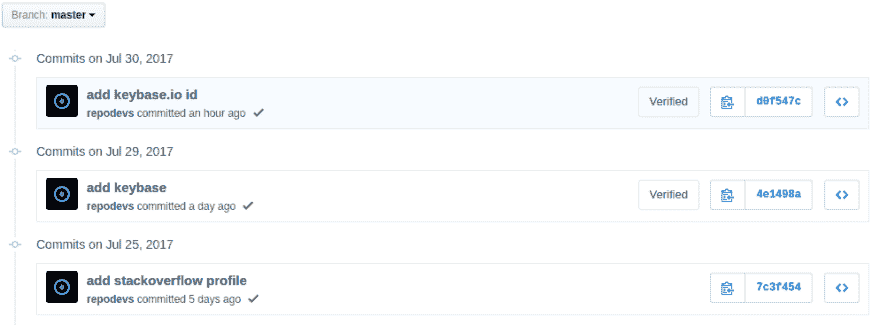 Branch: master
Commits on Jul 30, 2017
add keybase.io id
repodevs committed an hour ago
Verified
d0f547c
Commits on Jul 29, 2017
add keybase
repodevs committed a day ago
Verified
4e1498a
Commits on Jul 25, 2017
add stackoverflow profile
repodevs committed 5 days ago
7c3f454